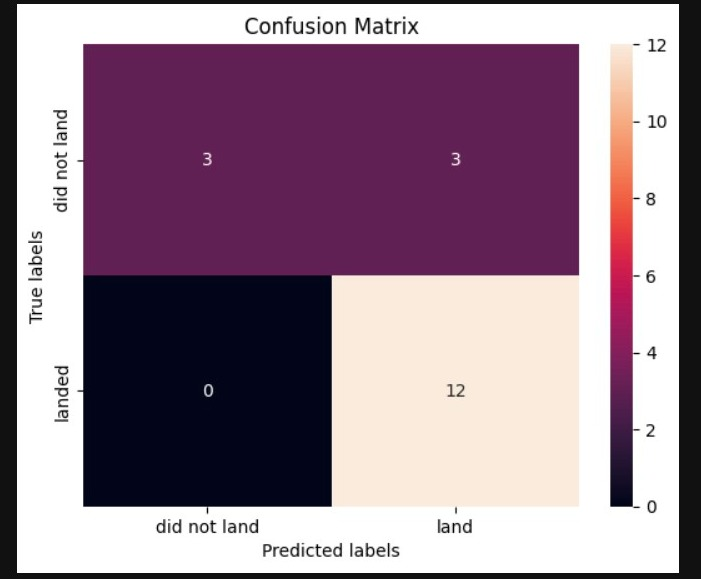 Confusion Matrix
True labels
did not land
landed
3
3
0
12
did not land
land
Predicted labels
12
10
8
6
4
2
0